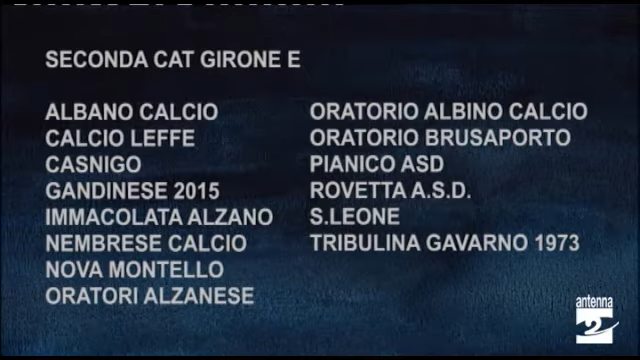 SECONDA CAT GIRONE E
ALBANO CALCIO
CALCIO LEFFE
CASNIGO
GANDINESE 2015
IMMACOLATA ALZANO
NEMBRESE CALCIO
NOVA MONTELLO
ORATORI ALZANESE
ORATORIO ALBINO CALCIO
ORATORIO BRUSAPORTO
PIANICO ASD
ROVETTA A.S.D.
S.LEONE
TRIBULINA GAVARNO 1973
antenna
2